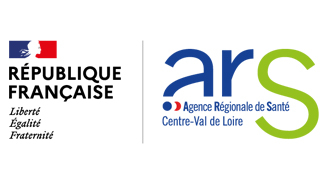 RÉPUBLIQUE
FRANÇAISE
Liberté
Égalité
Fraternité
ars
Agence Régionale de Santé
Centre-Val de Loire